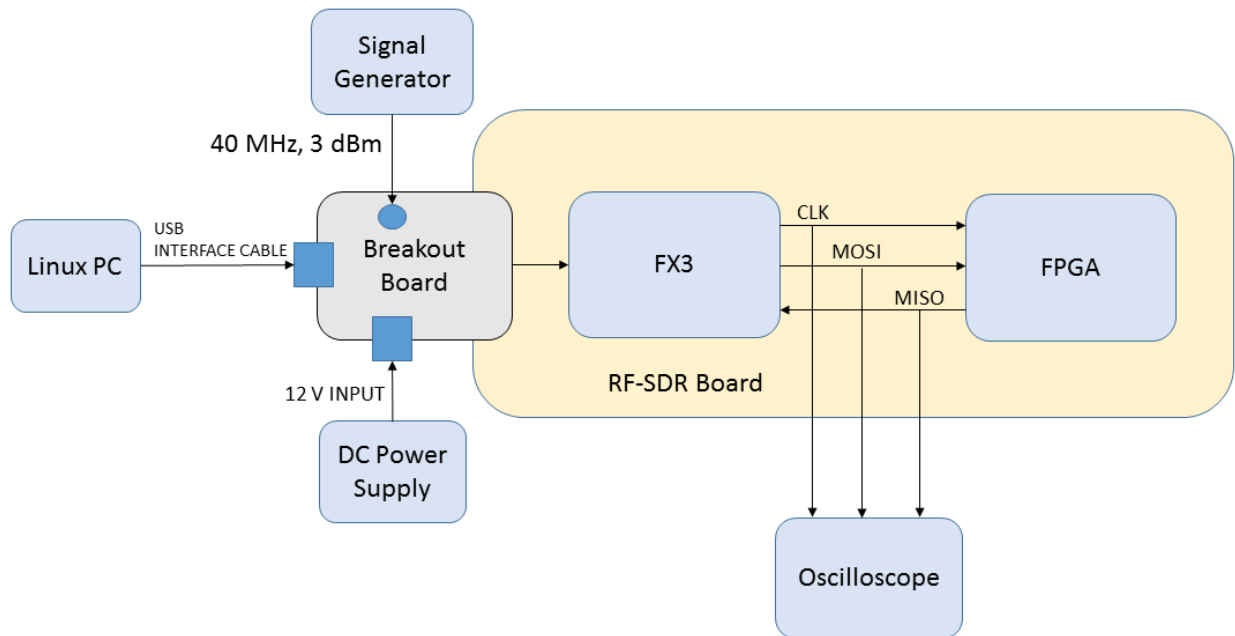 Signal
Generator
40 MHz, 3 dBm
USB
INTERFACE CABLE
Linux PC
Breakout
Board
FX3
CLK
MOSI
MISO
FPGA
RF-SDR Board
12 V INPUT
DC Power
Supply
Oscilloscope